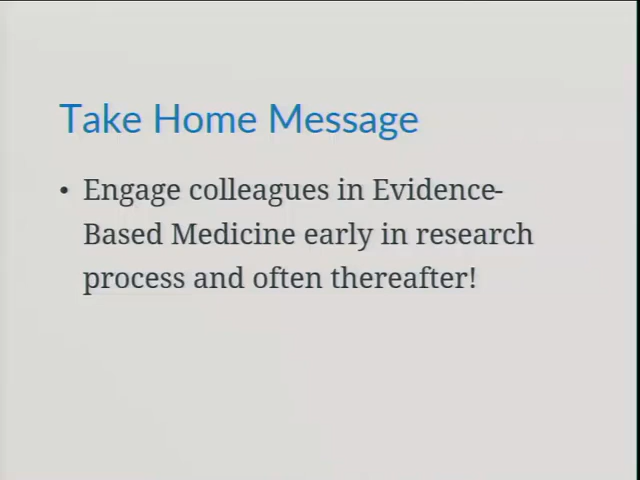 Take Home Message
• Engage colleagues in Evidence-
Based Medicine early in research
process and often thereafter!